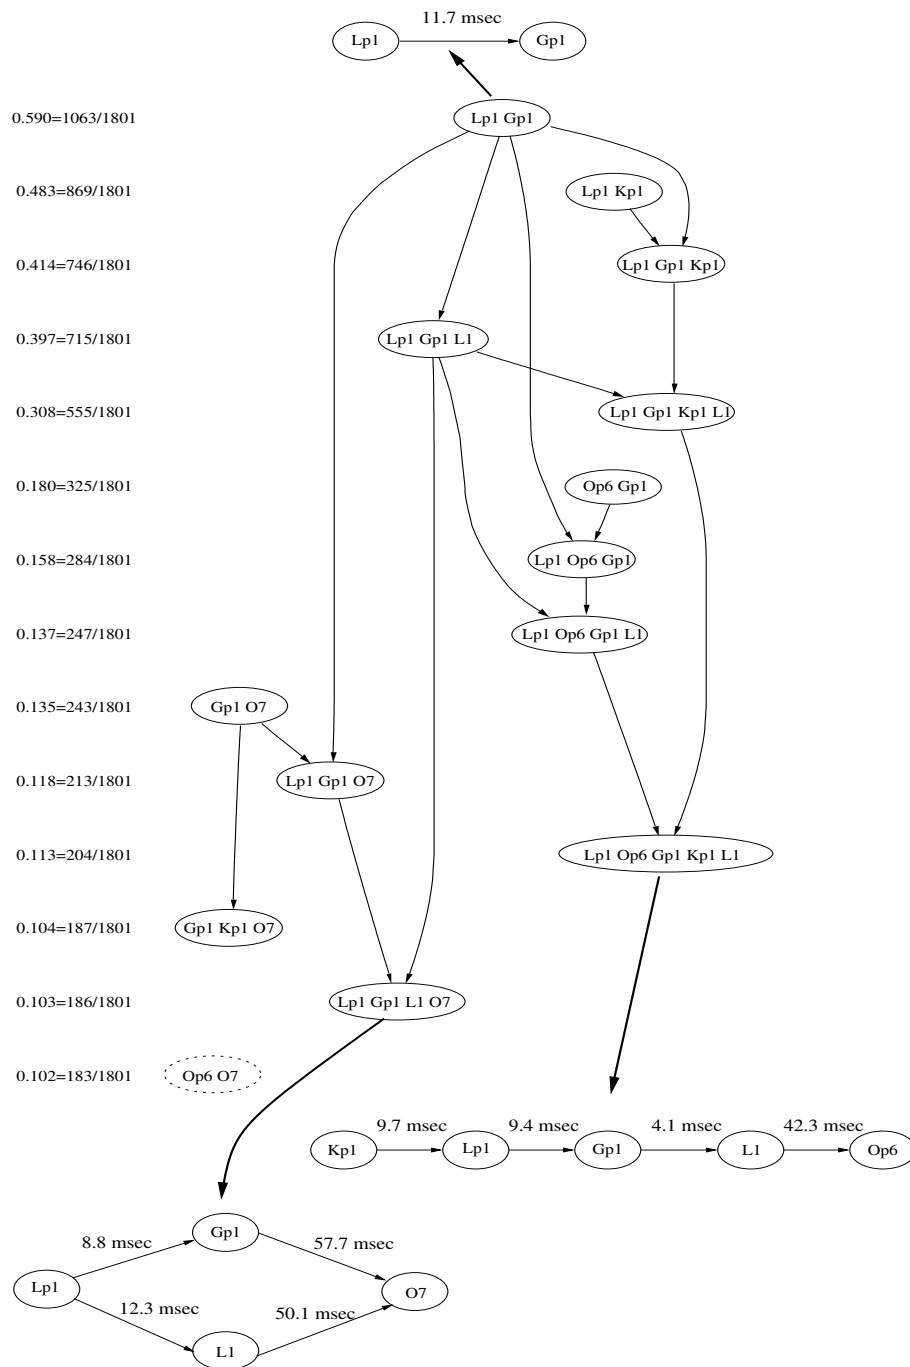 11.7 msec
Lp1 Gp1
0.590=1063/1801 Lp1 Gp1
0.483=869/1801 Lp1 Kp1
0.414=746/1801 Lp1 Gp1 Kp1
0.397=715/1801 Lp1 Gp1 L1
0.308=555/1801 Lp1 Gp1 Kp1 L1
0.180=325/1801 Op6 Gp1
0.158=284/1801 Lp1 Op6 Gp1
0.137=247/1801 Lp1 Op6 Gp1 L1
0.135=243/1801 Gp1 O7
0.118=213/1801 Lp1 Gp1 O7
0.113=204/1801 Lp1 Op6 Gp1 Kp1 L1
0.104=187/1801 Gp1 Kp1 O7
0.103=186/1801 Lp1 Gp1 L1 O7
0.102=183/1801 Op6 O7
9.7 msec 9.4 msec 4.1 msec 42.3 msec
Kp1 Lp1 Gp1 L1 Op6
Gp1
8.8 msec 57.7 msec
Lp1 O7
12.3 msec 50.1 msec
L1